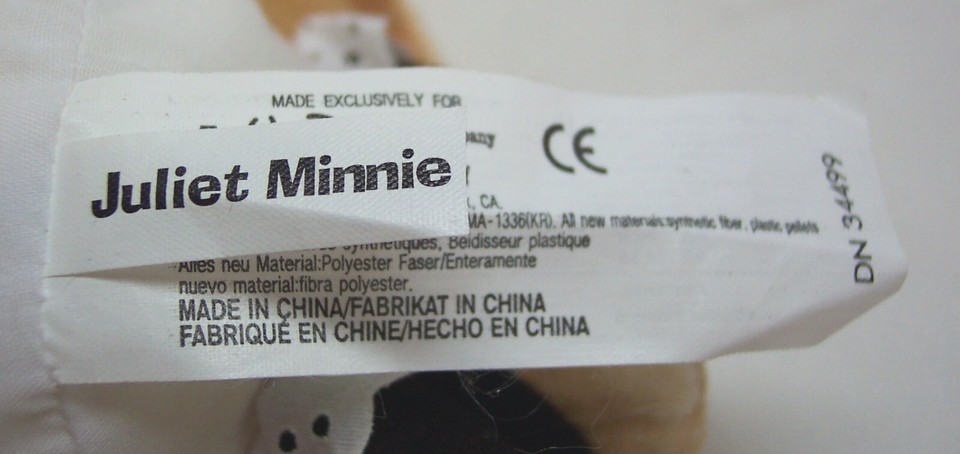 MADE EXCLUSIVELY FOR
Juliet Minnie
CE
CA.
MA-1336(KR). All new materials:synthetic fiber, plastic pellets
synthétiques, Beidisseur plastique
Alles neu Material:Polyester Faser/Enteramente
nuevo material:fibra polyester.
MADE IN CHINA/FABRIKAT IN CHINA
FABRIQUÉ EN CHINE/HECHO EN CHINA
DN 34499